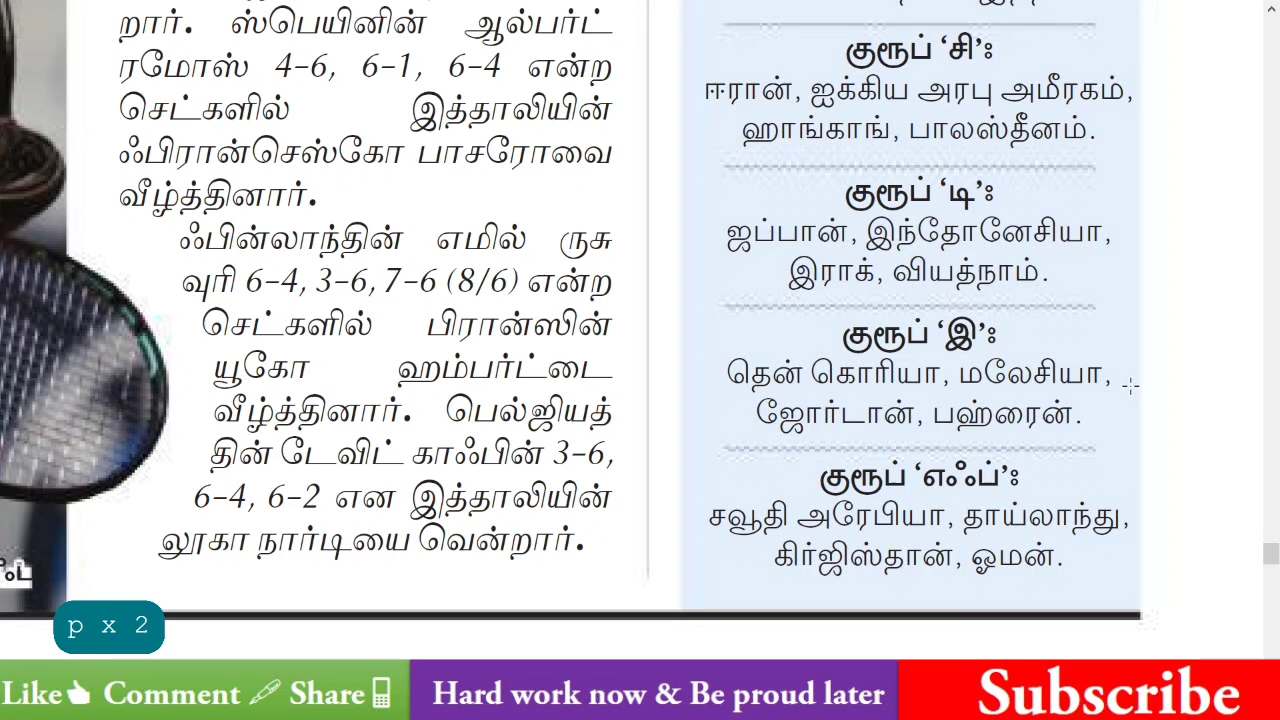 றார். ஸ்பெயினின் ஆல்பர்ட்
ரமோஸ் 4-6, 6-1, 6-4 என்ற
செட்களில் இத்தாலியின்
ஃபிரான்செஸ்கோ பாசரோவை
வீழ்த்தினார்.
ஃபின்லாந்தின் எமில் ருசு
வுரி 6-4, 3-6, 7-6 (8/6) என்ற
செட்களில் பிரான்ஸின்
யூகோ ஹம்பர்ட்டை
வீழ்த்தினார். பெல்ஜியத்
தின் டேவிட் காஃபின் 3-6,
6-4, 6-2 என இத்தாலியின்
லூகா நார்டியை வென்றார்.
குரூப் ‘சி’:
ஈரான், ஐக்கிய அரபு அமீரகம்,
ஹாங்காங், பாலஸ்தீனம்.
குரூப் ‘டி’:
ஜப்பான், இந்தோனேசியா,
இராக், வியத்நாம்.
குரூப் ‘இ’:
தென் கொரியா, மலேசியா,
ஜோர்டான், பஹ்ரைன்.
குரூப் ‘எஃப்’:
சவூதி அரேபியா, தாய்லாந்து,
கிர்ஜிஸ்தான், ஓமன்.
p x 2
Like Comment Share
Hard work now & Be proud later
Subscribe